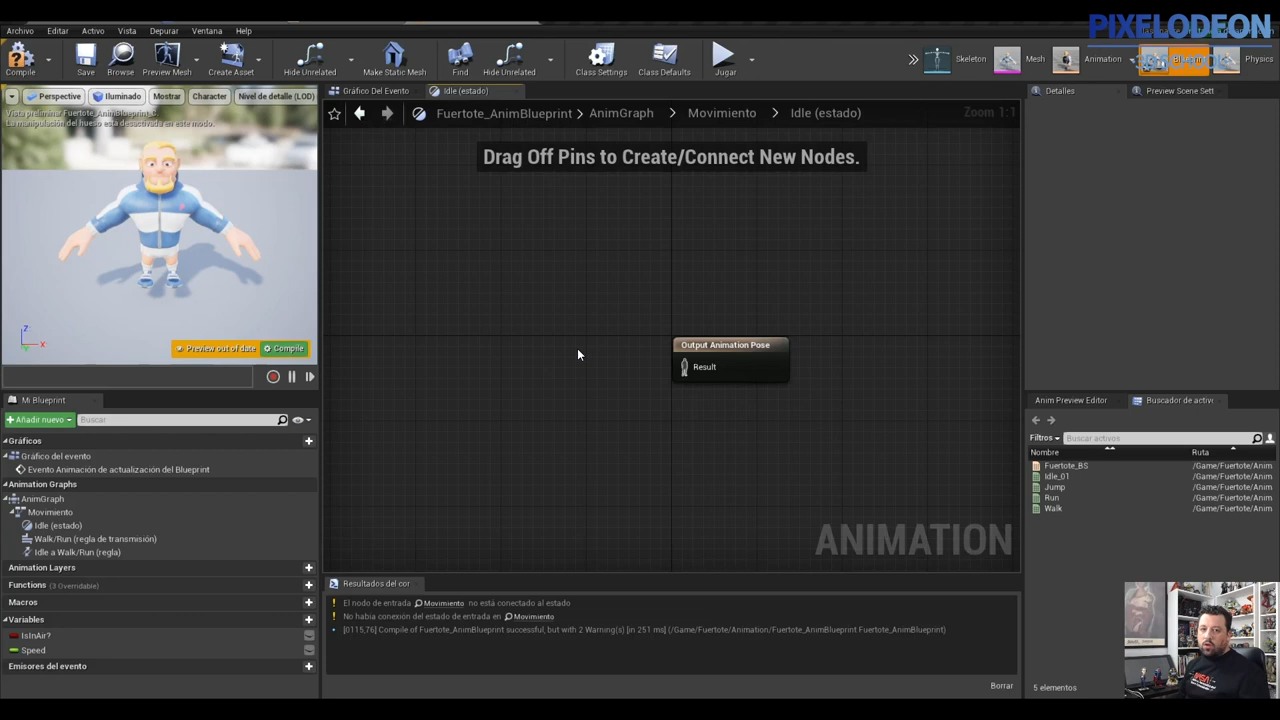 PIXELODEON
Archivo Editar Activo Vista Depurar Ventana Help
Compile Save Browse Preview Mesh Create Asset Hide Unrelated Make Static Mesh Find Hide Unrelated Class Settings Class Defaults Jugar Skeleton Mesh Animation Blueprint Physics
Perspective Iluminado Mostrar Character Nivel de detalle (LOD)
Vista preliminar Fuertote_AnimBlueprint_C.
La manipulación del hueso está desactivada en este modo.
Gráfico Del Evento Idle (estado)
Fuertote_AnimBlueprint > AnimGraph > Movimiento > Idle (estado) Zoom 1:1
Drag Off Pins to Create/Connect New Nodes.
Output Animation Pose
Result
ANIMATION
Z
X
Preview out of date Compile
Mi Blueprint
Añadir nuevo Buscar
Gráficos
Gráfico del evento
Evento Animación de actualización del Blueprint
Animation Graphs
AnimGraph
Movimiento
Idle (estado)
Walk/Run (regla de transmisión)
Idle a Walk/Run (regla)
Animation Layers
Functions (3 Overridable)
Macros
Variables
IsInAir?
Speed
Emisores del evento
Resultados del cor
El nodo de entrada Movimiento no está conectado al estado
No habia conexión del estado de entrada en Movimiento
[0115,76] Compile of Fuertote_AnimBlueprint successful, but with 2 Warning(s) [in 251 ms] (/Game/Fuertote/Animation/Fuertote_AnimBlueprint.Fuertote_AnimBlueprint)
Borrar
Detalles Preview Scene Sett
Anim Preview Editor Buscador de activo
Filtros Buscar activos
Nombre Ruta
Fuertote_BS /Game/Fuertote/Anim
Idle_01 /Game/Fuertote/Anim
Jump /Game/Fuertote/Anim
Run /Game/Fuertote/Anim
Walk /Game/Fuertote/Anim
5 elementos